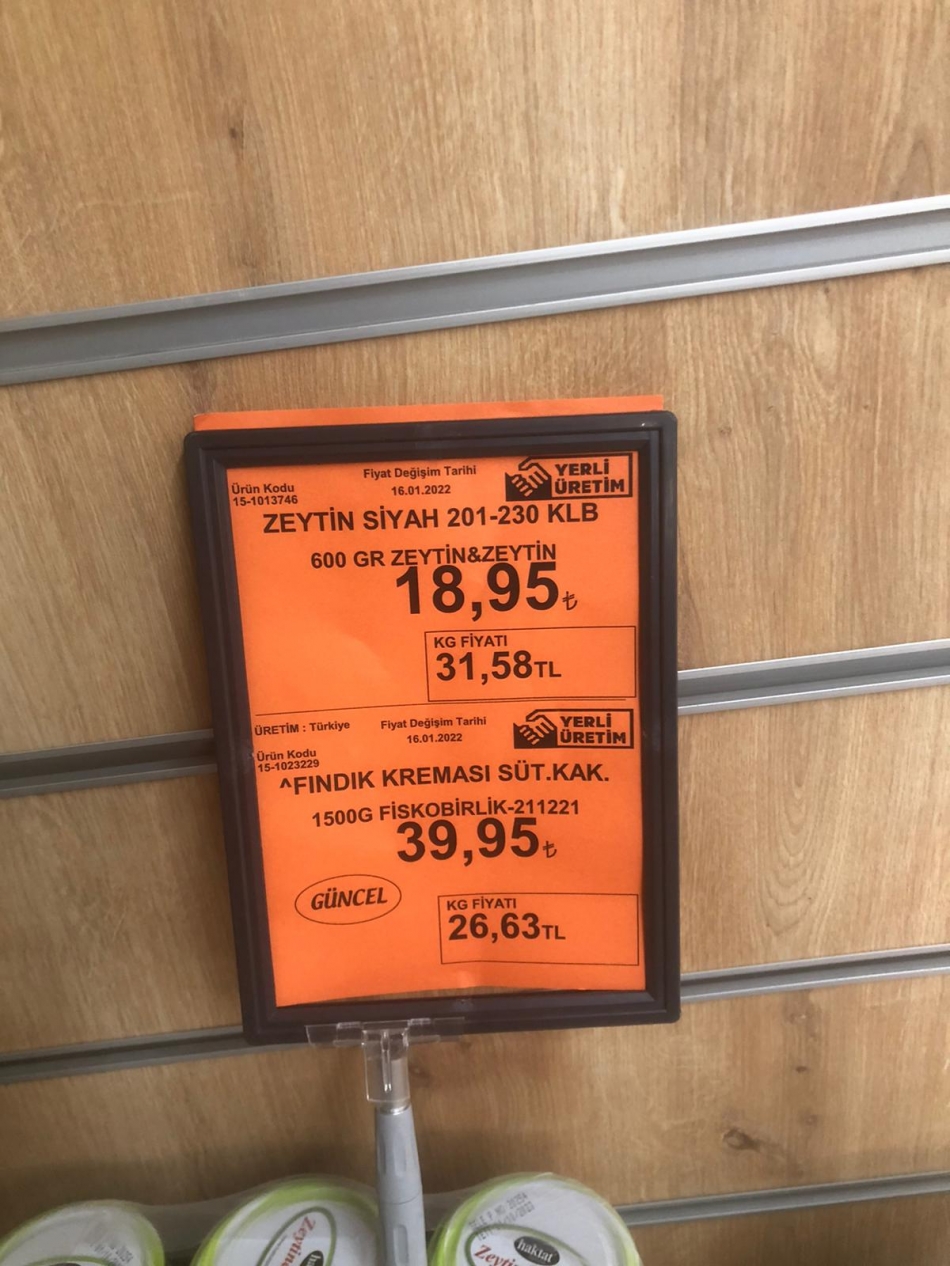 Fiyat Değişim Tarihi
YERLİ
ÜRETİM
Ürün Kodu
16.01.2022
15-1013746
ZEYTİN SİYAH 201-230 KLB
600 GR ZEYTİN&ZEYTİN
18,95₺
KG FİYATI
31,58TL
ÜRETİM : Türkiye
Fiyat Değişim Tarihi
YERLİ
ÜRETİM
16.01.2022
Ürün Kodu
15-1023229
^FINDIK KREMASI SÜT.KAK.
1500G FİSKOBİRLİK-211221
39,95₺
GÜNCEL
KG FİYATI
26,63TL
haktat